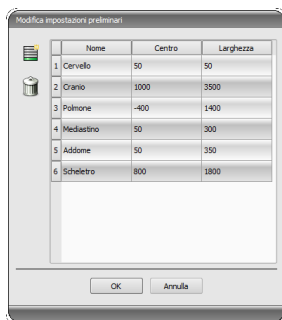 Modifica impostazioni preliminari
Nome Centro Larghezza
1 Cervello 50 50
2 Cranio 1000 3500
3 Polmone -400 1400
4 Mediastino 50 300
5 Addome 50 350
6 Scheletro 800 1800
OK Annulla